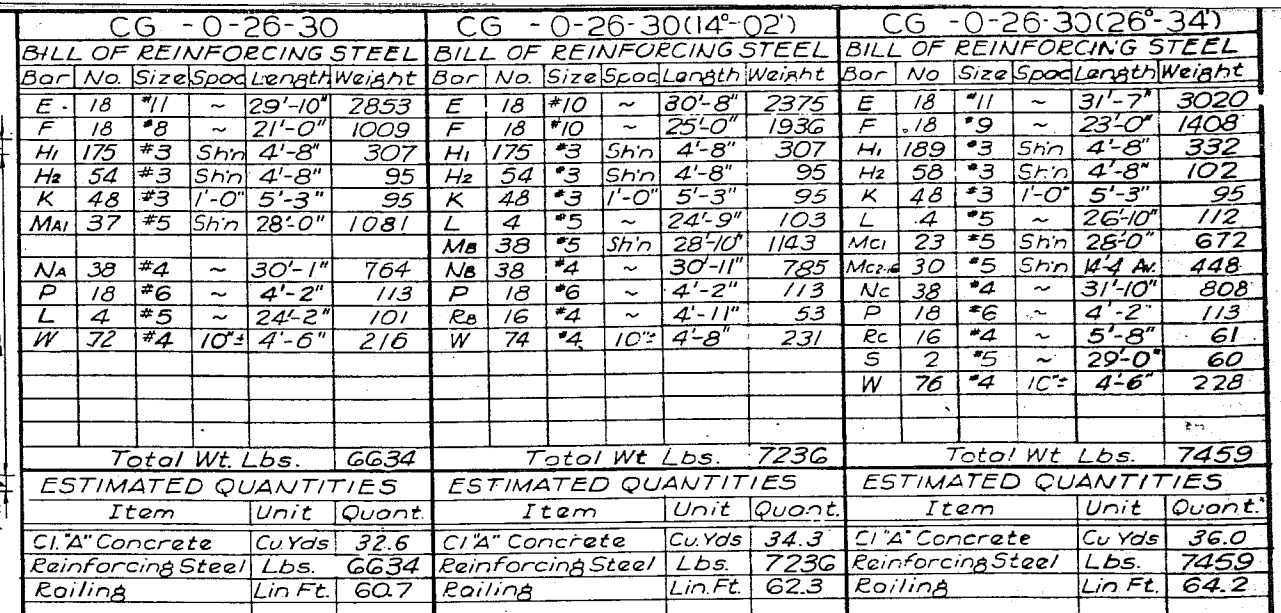 CG - 0-26-30
BILL OF REINFORCING STEEL
Bar No. Size Spac Length Weight
E 18 #11 ~ 29'-10" 2853
F 18 #8 ~ 21'-0" 1009
H1 175 #3 Sh'n 4'-8" 307
H2 54 #3 Sh'n 4'-8" 95
K 48 #3 1'-0" 5'-3" 95
MA1 37 #5 Sh'n 28'-0" 1081
NA 38 #4 ~ 30'-1" 764
P 18 #6 ~ 4'-2" 113
L 4 #5 ~ 24'-2" 101
W 72 #4 10"± 4'-6" 216
Total Wt. Lbs. 6634
ESTIMATED QUANTITIES
Item Unit Quant.
Cl."A" Concrete Cu.Yds 32.6
Reinforcing Steel Lbs. 6634
Railing Lin Ft. 60.7
CG - 0-26-30(14°-02')
BILL OF REINFORCING STEEL
Bar No. Size Spac Length Weight
E 18 #10 ~ 30'-8" 2375
F 18 #10 ~ 25'-0" 1936
H1 175 #3 Sh'n 4'-8" 307
H2 54 #3 Sh'n 4'-8" 95
K 48 #3 1'-0" 5'-3" 95
L 4 #5 ~ 24'-9" 103
MB 38 #5 Sh'n 28'-10" 1143
NB 38 #4 ~ 30'-11" 785
P 18 #6 ~ 4'-2" 113
RB 16 #4 ~ 4'-11" 53
W 74 #4 10"± 4'-8" 231
Total Wt Lbs. 7236
ESTIMATED QUANTITIES
Item Unit Quant.
Cl"A" Concrete Cu.Yds 34.3
Reinforcing Steel Lbs. 7236
Railing Lin.Ft. 62.3
CG - 0-26-30(26°-34')
BILL OF REINFORCING STEEL
Bar No Size Spac Length Weight
E 18 #11 ~ 31'-7" 3020
F 18 #9 ~ 23'-0" 1408
H1 189 #3 Sh'n 4'-8" 332
H2 58 #3 Sh'n 4'-8" 102
K 48 #3 1'-0" 5'-3" 95
L 4 #5 ~ 26'-10" 112
MC1 23 #5 Sh'n 28'-0" 672
MC2-16 30 #5 Sh'n 14'-4 Av. 448
NC 38 #4 ~ 31'-10" 808
P 18 #6 ~ 4'-2" 113
RC 16 #4 ~ 5'-8" 61
S 2 #5 ~ 29'-0" 60
W 76 #4 10"± 4'-6" 228
Total Wt Lbs. 7459
ESTIMATED QUANTITIES
Item Unit Quant.
Cl"A" Concrete Cu Yds 36.0
Reinforcing Steel Lbs. 7459
Railing Lin Ft. 64.2